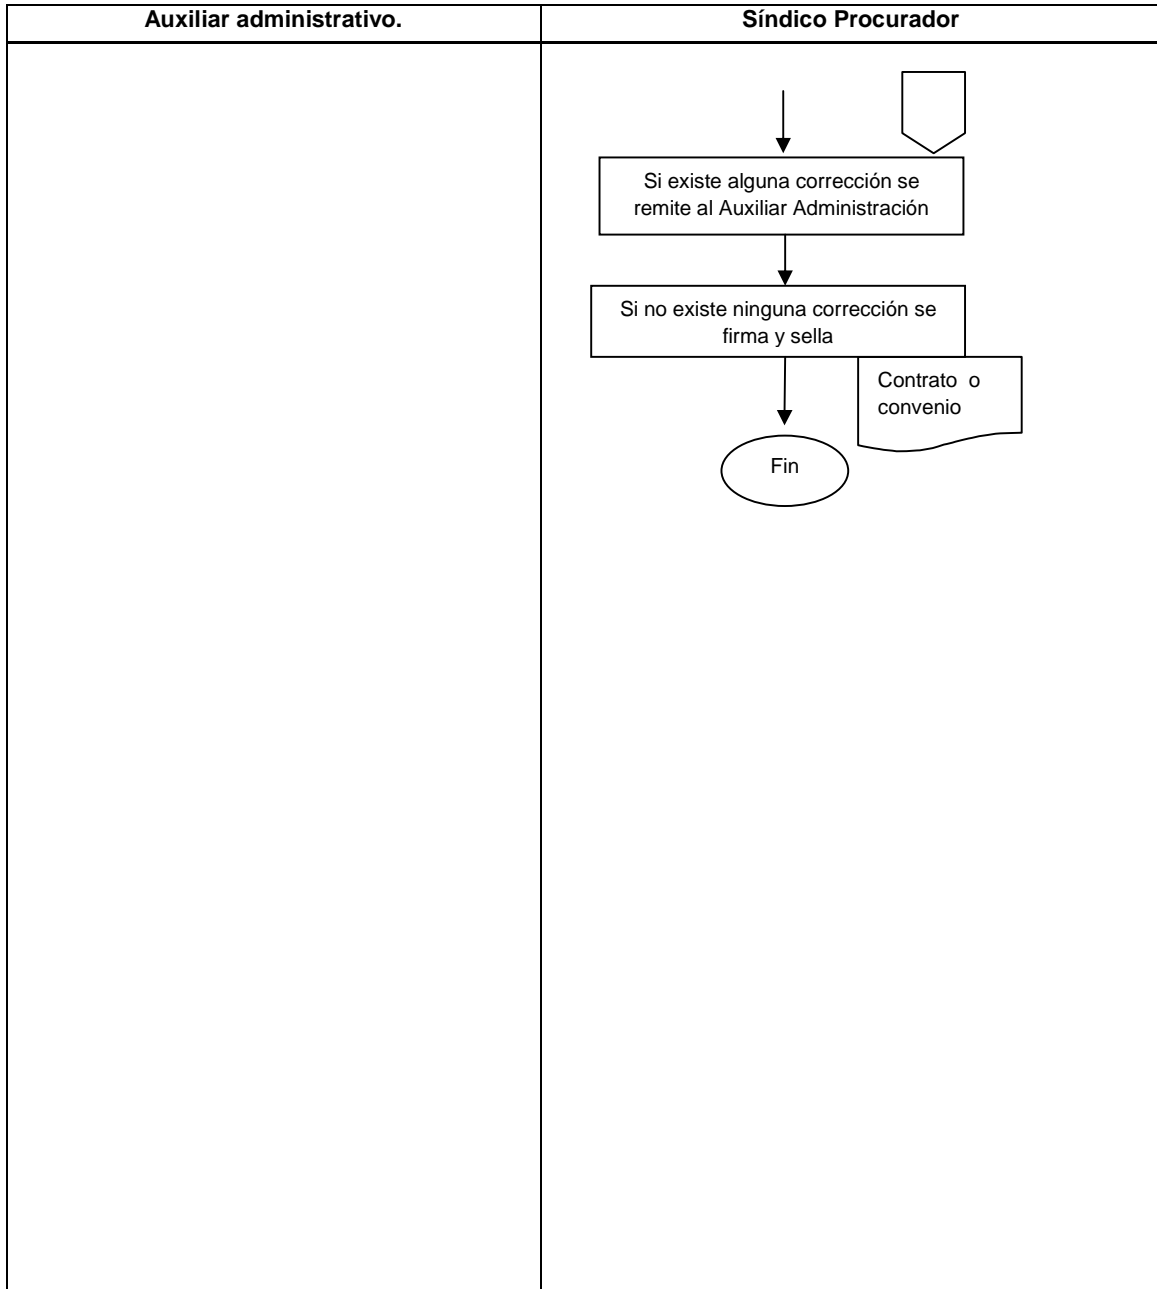 Auxiliar administrativo.
Síndico Procurador
Si existe alguna corrección se
remite al Auxiliar Administración
Si no existe ninguna corrección se
firma y sella
Contrato o
convenio
Fin